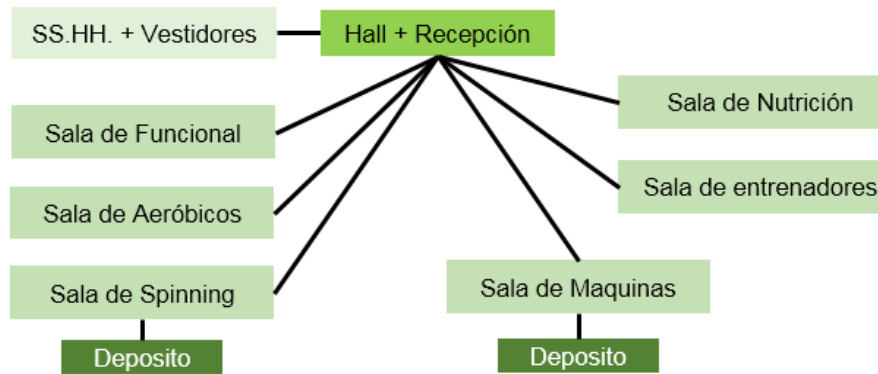 SS.HH. + Vestidores
Hall + Recepción
Sala de Nutrición
Sala de Funcional
Sala de entrenadores
Sala de Aeróbicos
Sala de Spinning
Sala de Maquinas
Deposito
Deposito